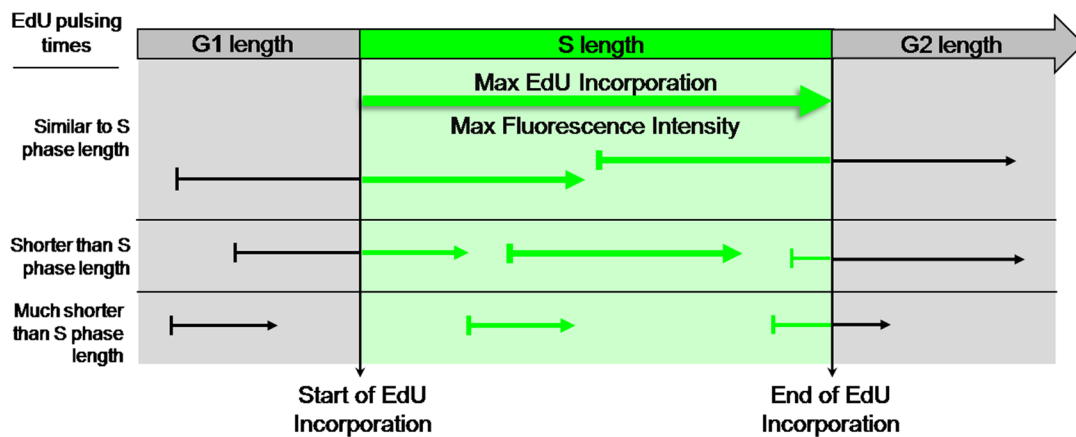 EdU pulsing
times
G1 length
S length
G2 length
Max EdU Incorporation
Max Fluorescence Intensity
Similar to S
phase length
Shorter than S
phase length
Much shorter
than S phase
length
Start of EdU
Incorporation
End of EdU
Incorporation